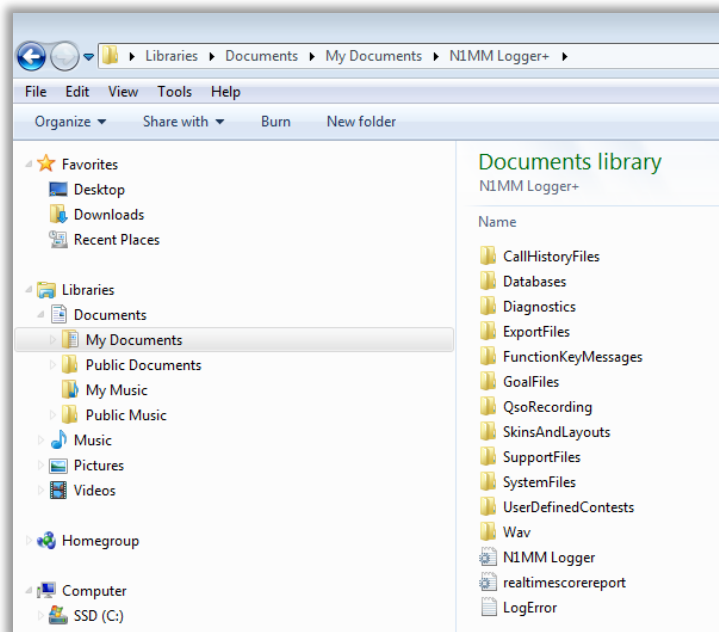 Libraries Documents My Documents N1MM Logger+
File Edit View Tools Help
Organize Share with Burn New folder
Favorites
Desktop
Downloads
Recent Places
Libraries
Documents
My Documents
Public Documents
My Music
Public Music
Music
Pictures
Videos
Homegroup
Computer
SSD (C:)
Documents library
N1MM Logger+
Name
CallHistoryFiles
Databases
Diagnostics
ExportFiles
FunctionKeyMessages
GoalFiles
QsoRecording
SkinsAndLayouts
SupportFiles
SystemFiles
UserDefinedContests
Wav
N1MM Logger
realtimescorereport
LogError